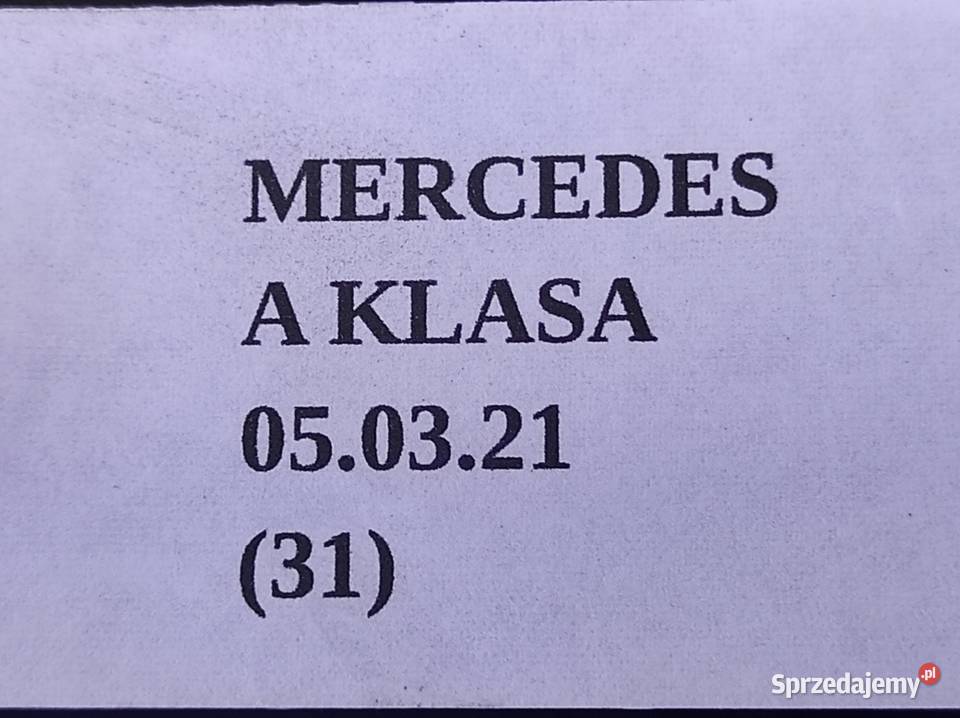 MERCEDES
A KLASA
05.03.21
(31)
Sprzedajemy.pl